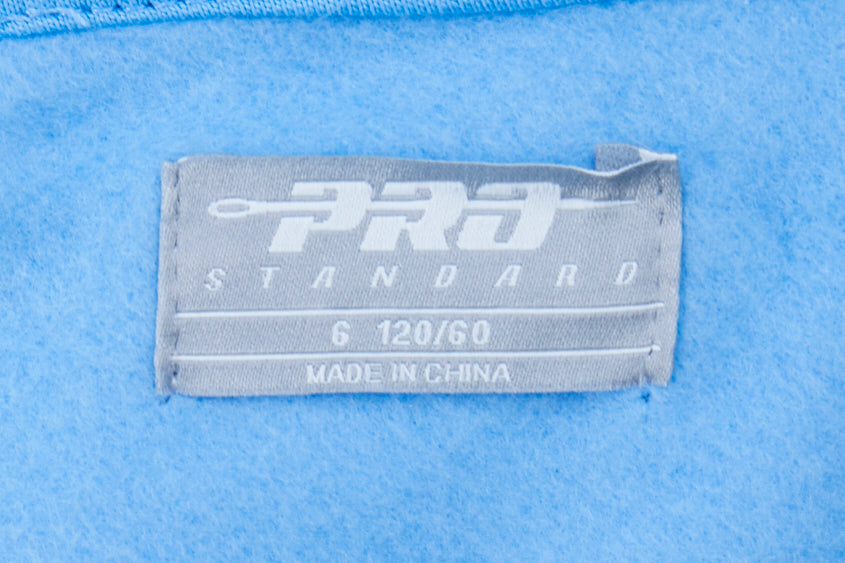 PRO
STANDARD
6 120/60
MADE IN CHINA